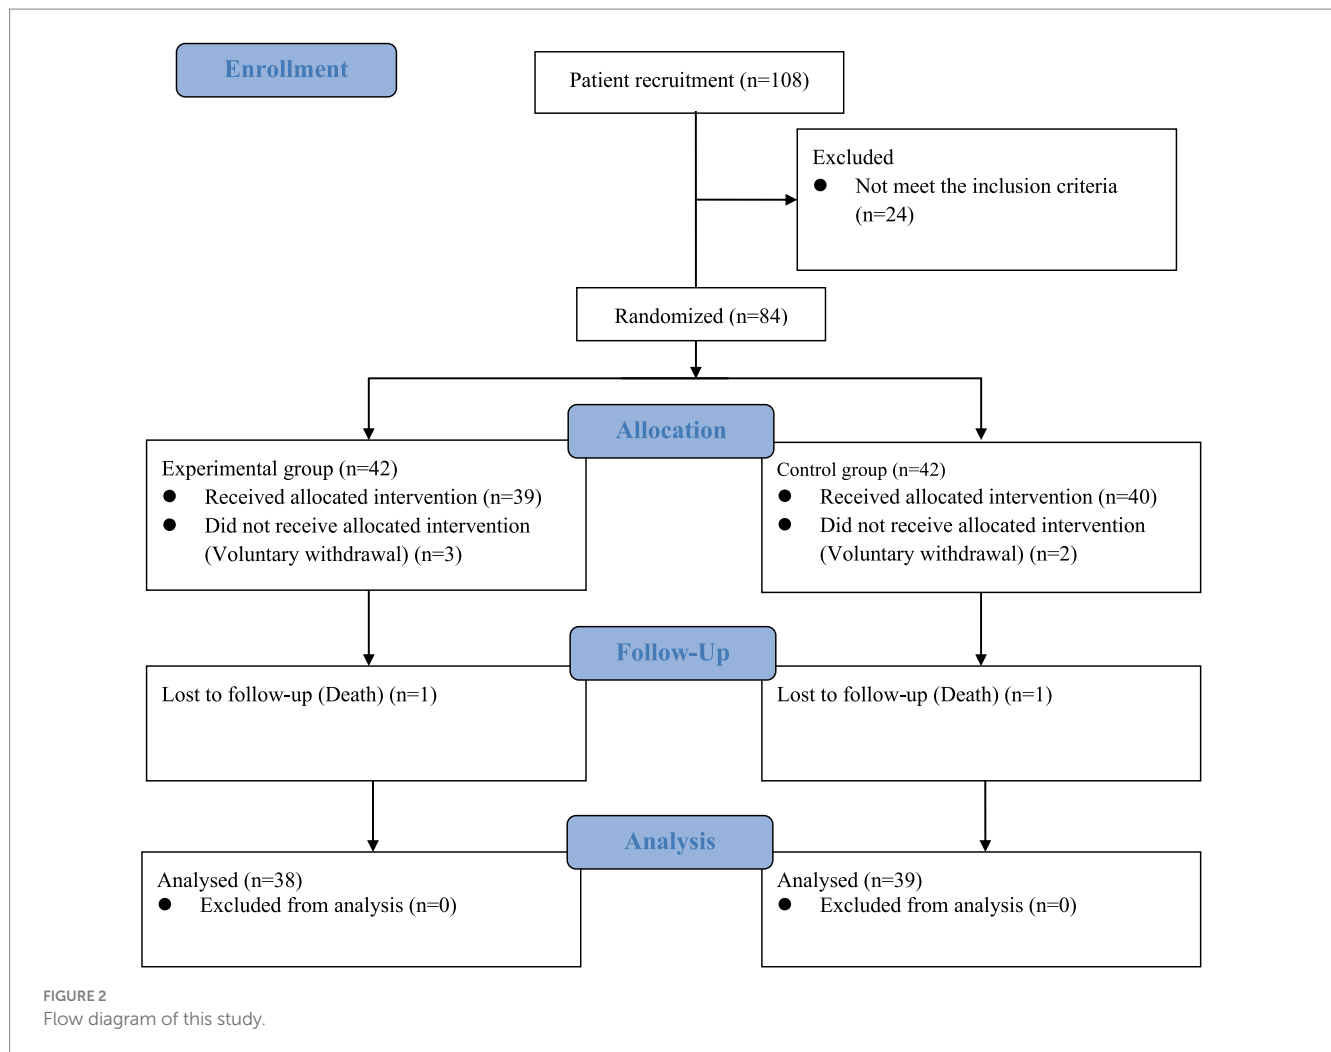 Enrollment
Patient recruitment (n=108)
Excluded
● Not meet the inclusion criteria
(n=24)
Randomized (n=84)
Allocation
Experimental group (n=42)
● Received allocated intervention (n=39)
● Did not receive allocated intervention
(Voluntary withdrawal) (n=3)
Control group (n=42)
● Received allocated intervention (n=40)
● Did not receive allocated intervention
(Voluntary withdrawal) (n=2)
Follow-Up
Lost to follow-up (Death) (n=1)
Lost to follow-up (Death) (n=1)
Analysis
Analysed (n=38)
● Excluded from analysis (n=0)
Analysed (n=39)
● Excluded from analysis (n=0)
FIGURE 2
Flow diagram of this study.